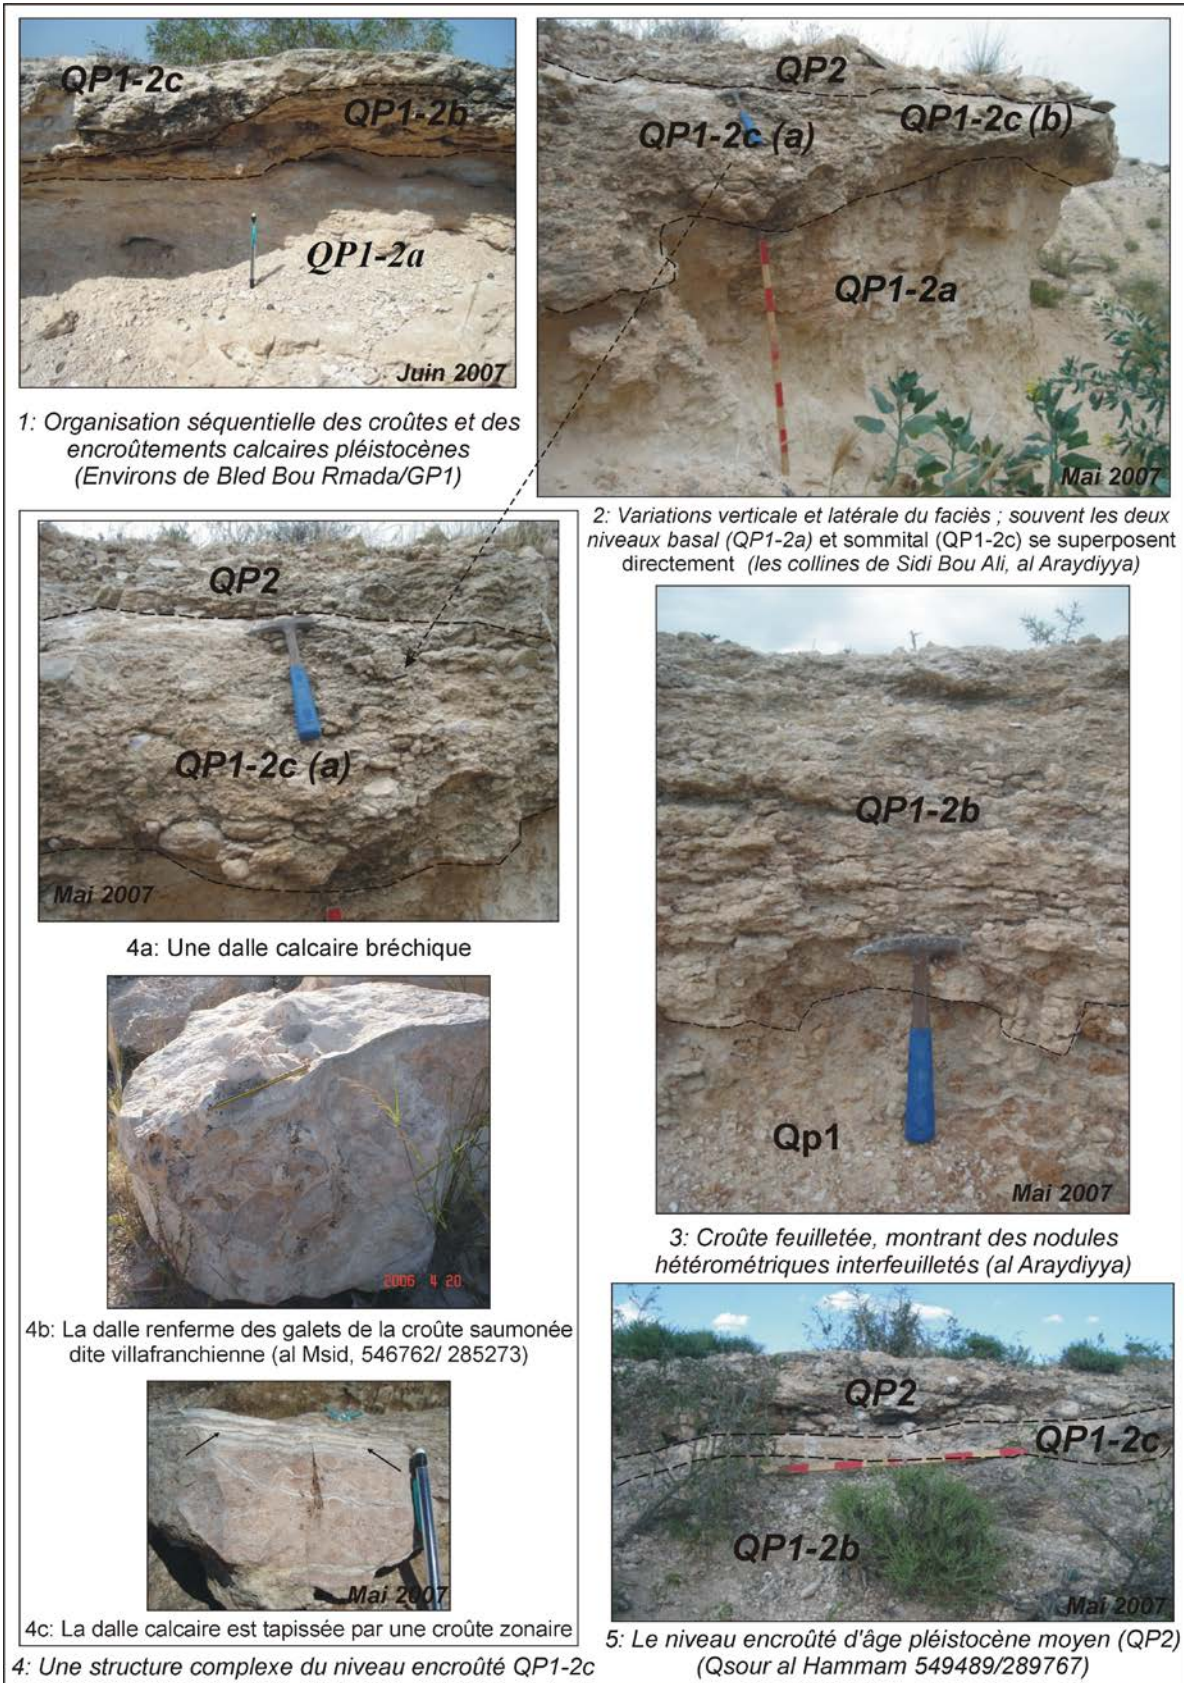 QP1-2c
QP1-2b
QP1-2a
Juin 2007
1: Organisation séquentielle des croûtes et des
encroûtements calcaires pléistocènes
(Environs de Bled Bou Rmada/GP1)
QP2
QP1-2c (a)
QP1-2c (b)
QP1-2a
Mai 2007
2: Variations verticale et latérale du faciès ; souvent les deux
niveaux basal (QP1-2a) et sommital (QP1-2c) se superposent
directement (les collines de Sidi Bou Ali, al Araydiyya)
QP2
QP1-2c (a)
Mai 2007
4a: Une dalle calcaire bréchique
2006 4 20
4b: La dalle renferme des galets de la croûte saumonée
dite villafranchienne (al Msid, 546762/ 285273)
Mai 2007
4c: La dalle calcaire est tapissée par une croûte zonaire
4: Une structure complexe du niveau encroûté QP1-2c
QP1-2b
Qp1
Mai 2007
3: Croûte feuilletée, montrant des nodules
hétérométriques interfeuilletés (al Araydiyya)
QP2
QP1-2c
QP1-2b
Mai 2007
5: Le niveau encroûté d'âge pléistocène moyen (QP2)
(Qsour al Hammam 549489/289767)